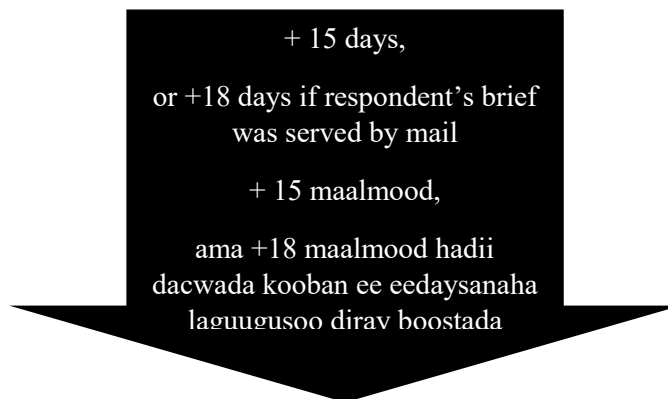 + 15 days,
or +18 days if respondent’s brief
was served by mail
+ 15 maalmood,
ama +18 maalmood hadii
dacwada kooban ee eedaysanaha
laguugusoo diray boostada